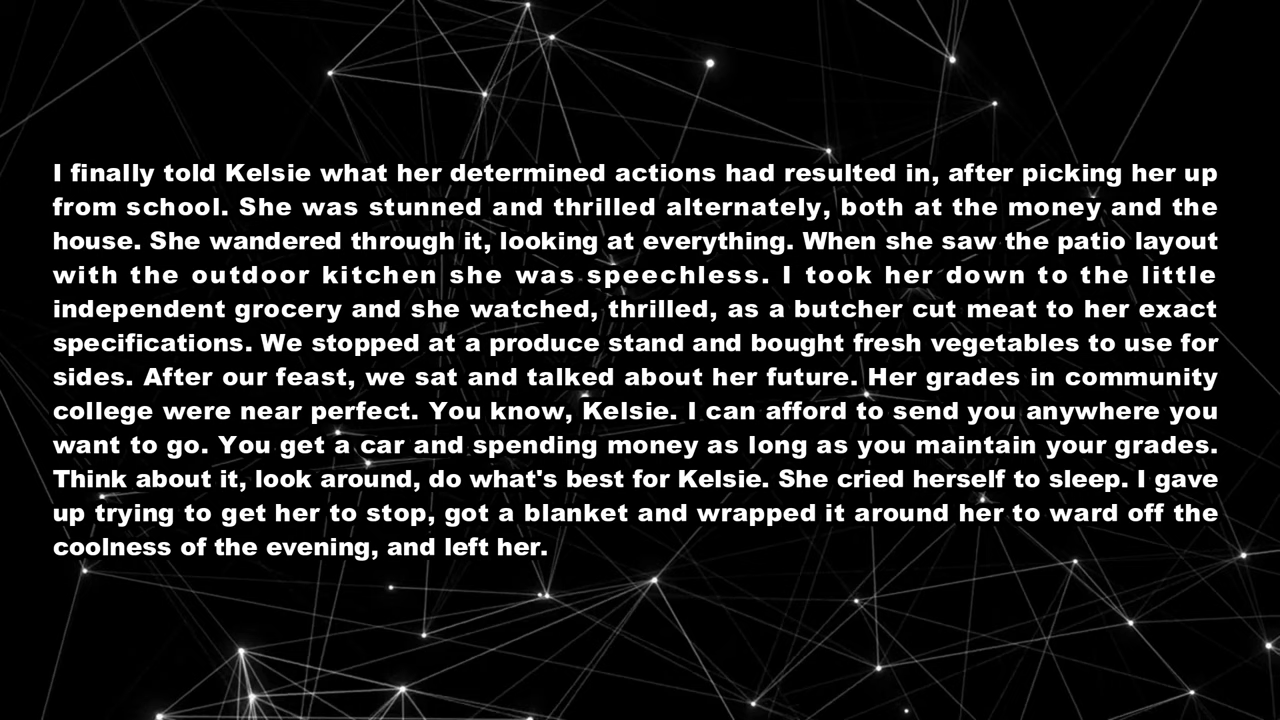 I finally told Kelsie what her determined actions had resulted in, after picking her up
from school. She was stunned and thrilled alternately, both at the money and the
house. She wandered through it, looking at everything. When she saw the patio layout
with the outdoor kitchen she was speechless. I took her down to the little
independent grocery and she watched, thrilled, as a butcher cut meat to her exact
specifications. We stopped at a produce stand and bought fresh vegetables to use for
sides. After our feast, we sat and talked about her future. Her grades in community
college were near perfect. You know, Kelsie. I can afford to send you anywhere you
want to go. You get a car and spending money as long as you maintain your grades.
Think about it, look around, do what's best for Kelsie. She cried herself to sleep. I gave
up trying to get her to stop, got a blanket and wrapped it around her to ward off the
coolness of the evening, and left her.